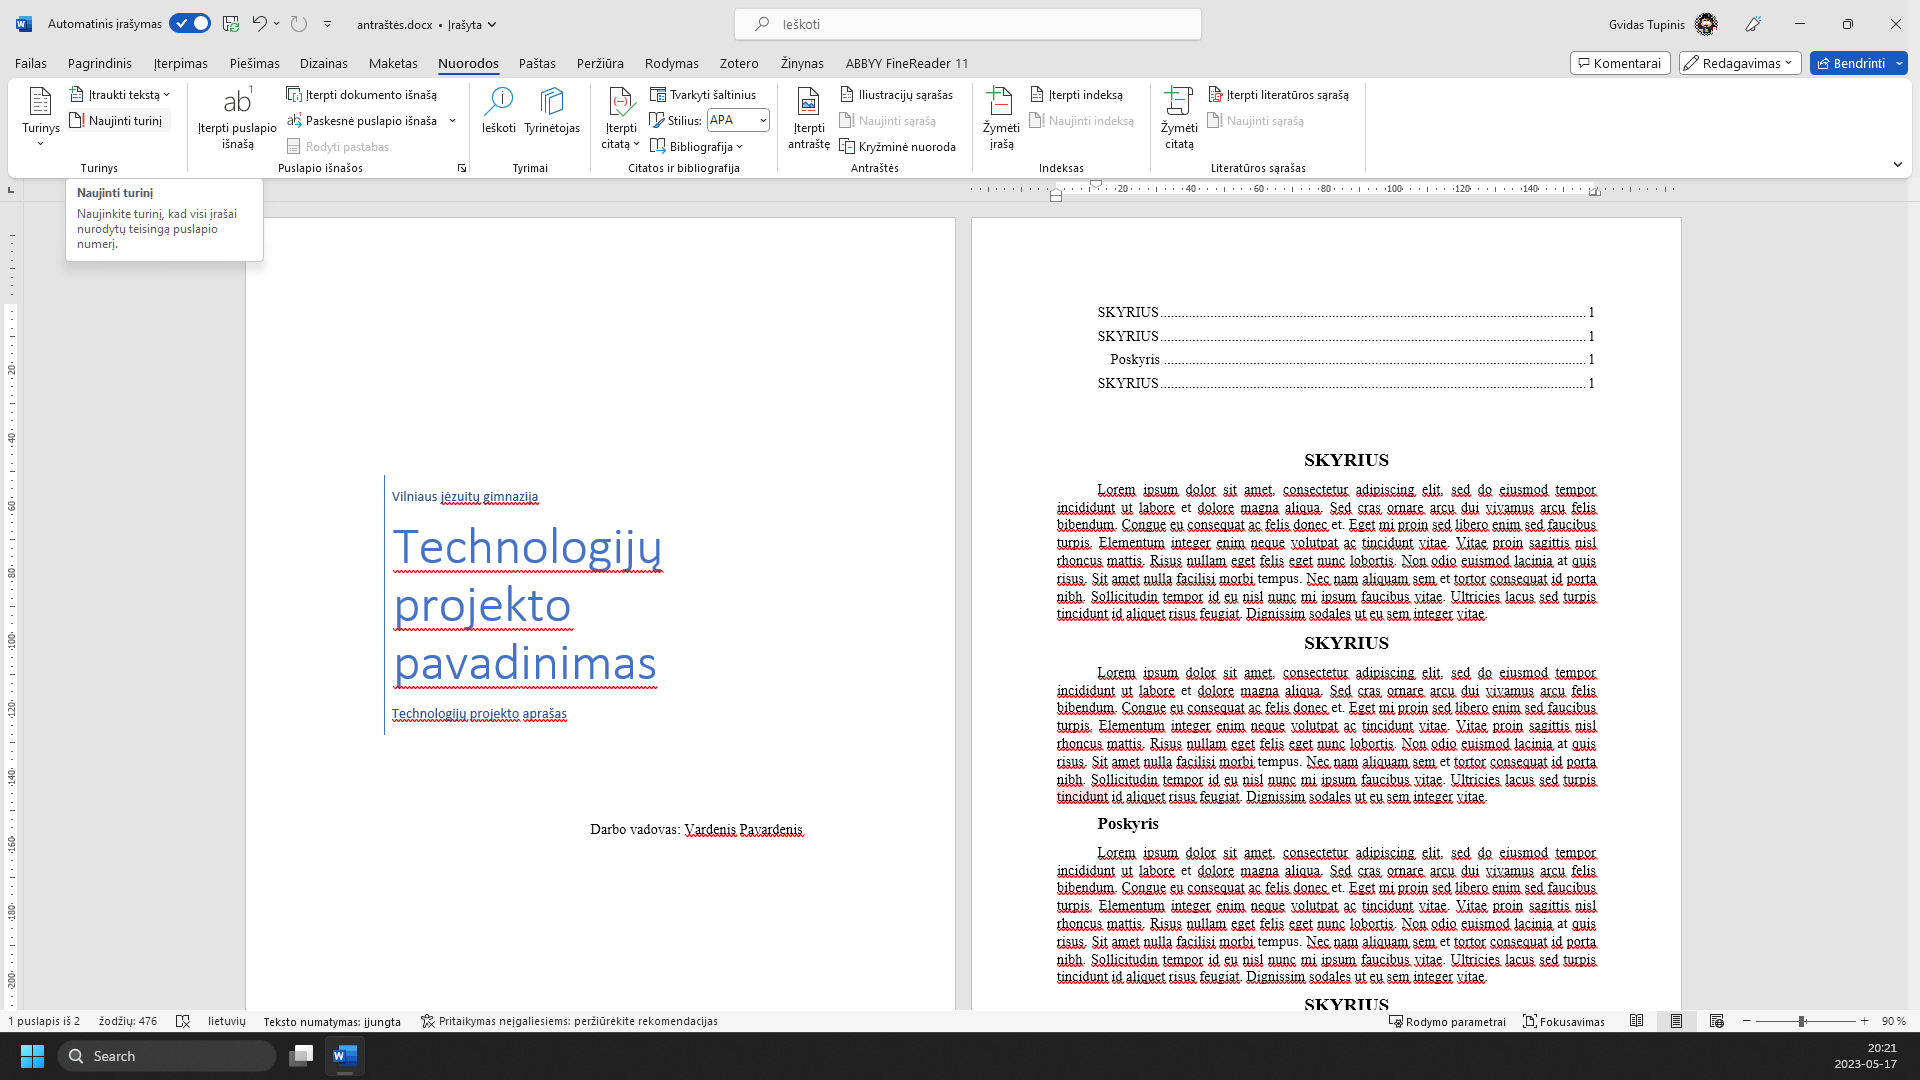 Automatinis įrašymas
antraštės.docx • Įrašyta
Ieškoti
Gvidas Tupinis
Failas Pagrindinis Įterpimas Piešimas Dizainas Maketas Nuorodos Paštas Peržiūra Rodymas Zotero Žinynas ABBYY FineReader 11
Komentarai Redagavimas Bendrinti
Turinys
Įtraukti tekstą
Naujinti turinį
Turinys
Įterpti puslapio išnašą
Įterpti dokumento išnašą
Paskesnė puslapio išnaša
Rodyti pastabas
Puslapio išnašos
Ieškoti Tyrinėtojas
Tyrimai
Įterpti citatą
Tvarkyti šaltinius
Stilius: APA
Bibliografija
Citatos ir bibliografija
Įterpti antraštę
Iliustracijų sąrašas
Naujinti sąrašą
Kryžminė nuoroda
Antraštės
Žymėti įrašą
Įterpti indeksą
Naujinti indeksą
Indeksas
Žymėti citatą
Įterpti literatūros sąrašą
Naujinti sąrašą
Literatūros sąrašas
Naujinti turinį
Naujinkite turinį, kad visi įrašai
nurodytų teisingą puslapio
numerį.
20 40 60 80 100 120 140
20 40 60 80 100 120 140 160 180 200
Vilniaus jėzuitų gimnazija
Technologijų
projekto
pavadinimas
Technologijų projekto aprašas
Darbo vadovas: Vardenis Pavardenis
SKYRIUS 1
SKYRIUS 1
Poskyris 1
SKYRIUS 1
SKYRIUS
Lorem ipsum dolor sit amet, consectetur adipiscing elit, sed do eiusmod tempor
incididunt ut labore et dolore magna aliqua. Sed cras ornare arcu dui vivamus arcu felis
bibendum. Congue eu consequat ac felis donec et. Eget mi proin sed libero enim sed faucibus
turpis. Elementum integer enim neque volutpat ac tincidunt vitae. Vitae proin sagittis nisl
rhoncus mattis. Risus nullam eget felis eget nunc lobortis. Non odio euismod lacinia at quis
risus. Sit amet nulla facilisi morbi tempus. Nec nam aliquam sem et tortor consequat id porta
nibh. Sollicitudin tempor id eu nisl nunc mi ipsum faucibus vitae. Ultricies lacus sed turpis
tincidunt id aliquet risus feugiat. Dignissim sodales ut eu sem integer vitae.
SKYRIUS
Lorem ipsum dolor sit amet, consectetur adipiscing elit, sed do eiusmod tempor
incididunt ut labore et dolore magna aliqua. Sed cras ornare arcu dui vivamus arcu felis
bibendum. Congue eu consequat ac felis donec et. Eget mi proin sed libero enim sed faucibus
turpis. Elementum integer enim neque volutpat ac tincidunt vitae. Vitae proin sagittis nisl
rhoncus mattis. Risus nullam eget felis eget nunc lobortis. Non odio euismod lacinia at quis
risus. Sit amet nulla facilisi morbi tempus. Nec nam aliquam sem et tortor consequat id porta
nibh. Sollicitudin tempor id eu nisl nunc mi ipsum faucibus vitae. Ultricies lacus sed turpis
tincidunt id aliquet risus feugiat. Dignissim sodales ut eu sem integer vitae.
Poskyris
Lorem ipsum dolor sit amet, consectetur adipiscing elit, sed do eiusmod tempor
incididunt ut labore et dolore magna aliqua. Sed cras ornare arcu dui vivamus arcu felis
bibendum. Congue eu consequat ac felis donec et. Eget mi proin sed libero enim sed faucibus
turpis. Elementum integer enim neque volutpat ac tincidunt vitae. Vitae proin sagittis nisl
rhoncus mattis. Risus nullam eget felis eget nunc lobortis. Non odio euismod lacinia at quis
risus. Sit amet nulla facilisi morbi tempus. Nec nam aliquam sem et tortor consequat id porta
nibh. Sollicitudin tempor id eu nisl nunc mi ipsum faucibus vitae. Ultricies lacus sed turpis
tincidunt id aliquet risus feugiat. Dignissim sodales ut eu sem integer vitae.
SKYRIUS
1 puslapis iš 2 žodžių: 476 lietuvių Teksto numatymas: įjungta Pritaikymas neįgaliesiems: peržiūrėkite rekomendacijas Rodymo parametrai Fokusavimas 90 %
Search
20:21
2023-05-17